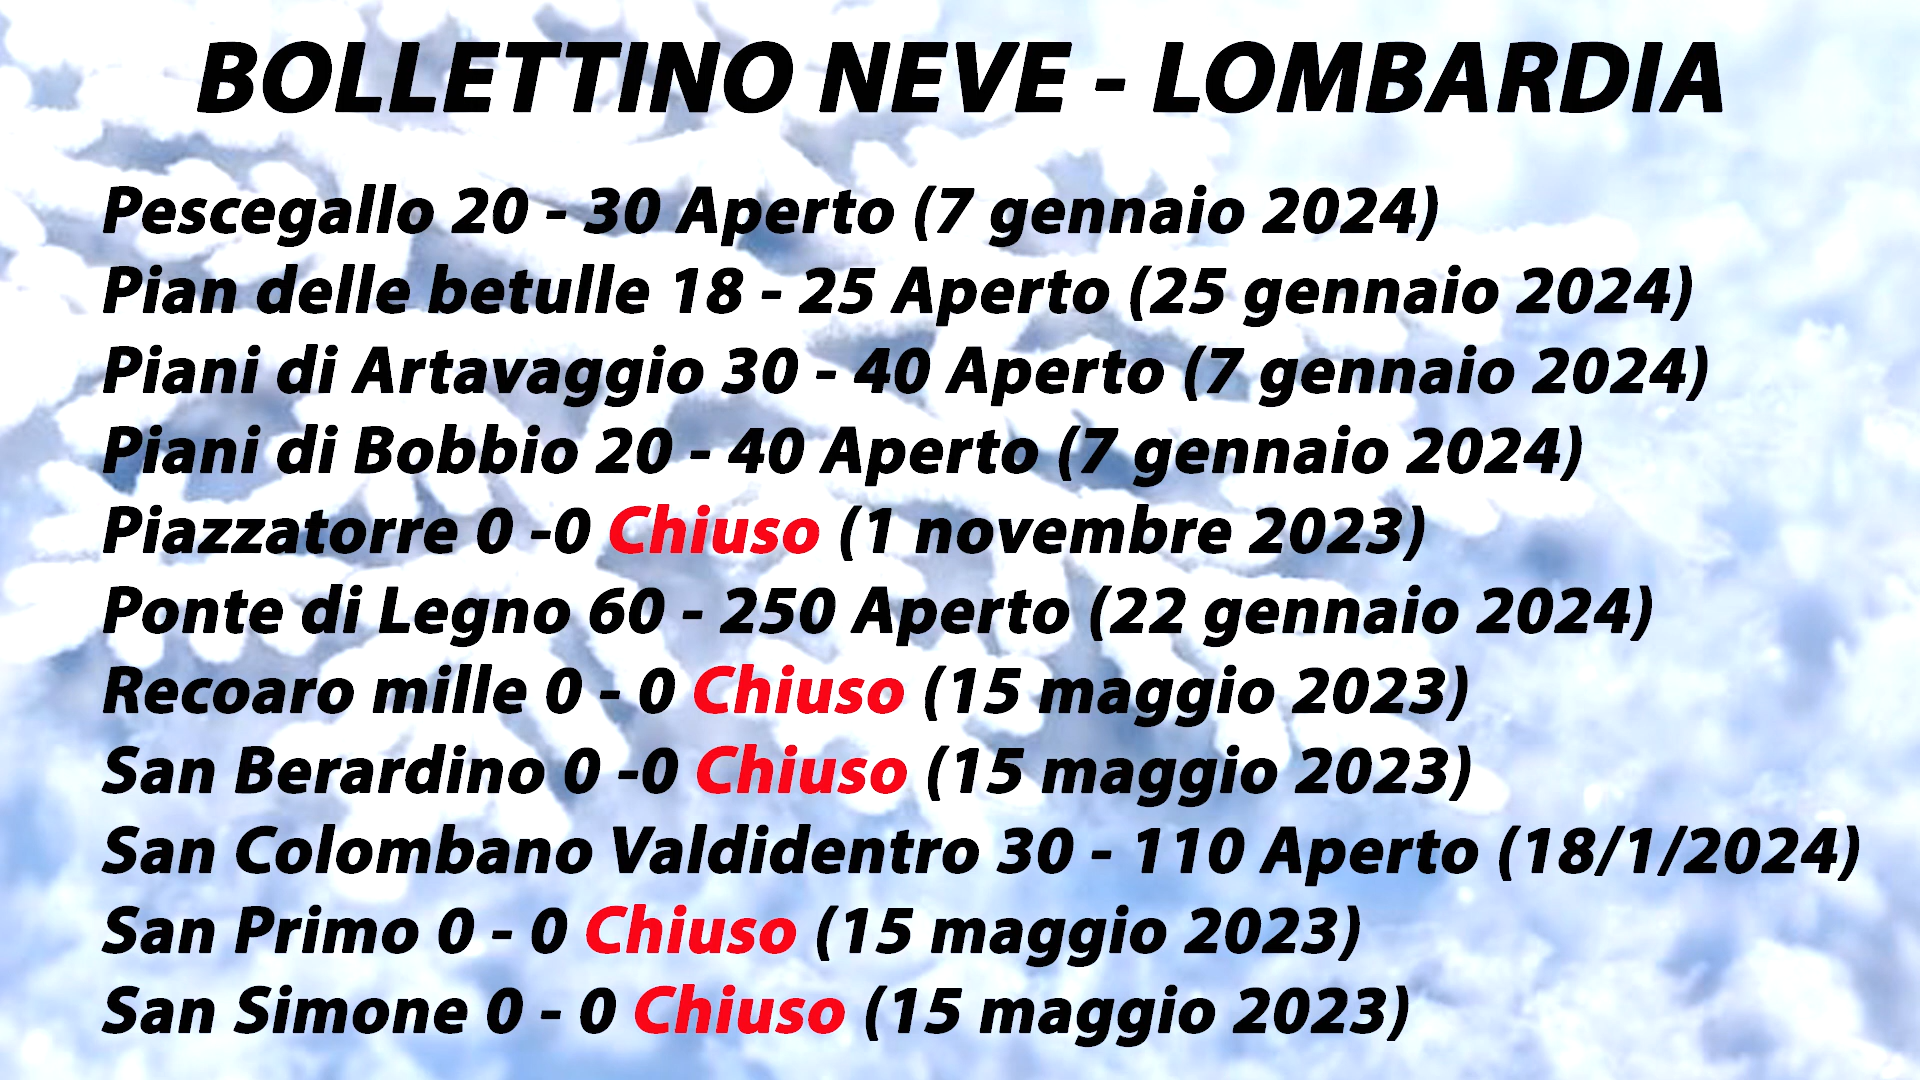 BOLLETTINO NEVE - LOMBARDIA
Pescegallo 20 - 30 Aperto (7 gennaio 2024)
Pian delle betulle 18 - 25 Aperto (25 gennaio 2024)
Piani di Artavaggio 30 - 40 Aperto (7 gennaio 2024)
Piani di Bobbio 20 - 40 Aperto (7 gennaio 2024)
Piazzatorre 0 -0 Chiuso (1 novembre 2023)
Ponte di Legno 60 - 250 Aperto (22 gennaio 2024)
Recoaro mille 0 - 0 Chiuso (15 maggio 2023)
San Berardino 0 -0 Chiuso (15 maggio 2023)
San Colombano Valdidentro 30 - 110 Aperto (18/1/2024)
San Primo 0 - 0 Chiuso (15 maggio 2023)
San Simone 0 - 0 Chiuso (15 maggio 2023)